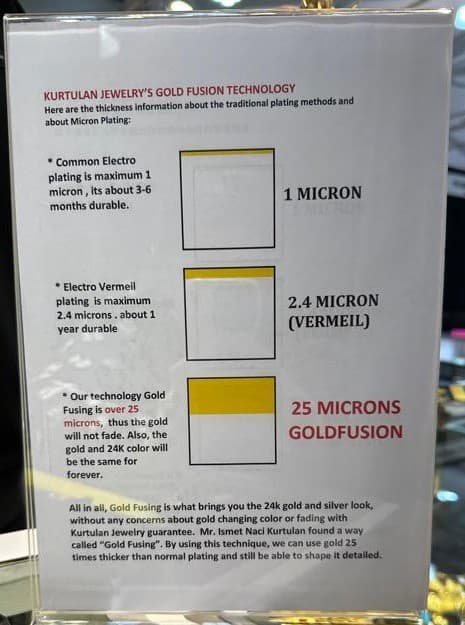 KURTULAN JEWELRY'S GOLD FUSION TECHNOLOGY
Here are the thickness information about the traditional plating methods and
about Micron Plating:
* Common Electro
plating is maximum 1
micron , its about 3-6
months durable.
1 MICRON
* Electro Vermeil
plating is maximum
2.4 microns . about 1
year durable
2.4 MICRON
(VERMEIL)
* Our technology Gold
Fusing is over 25
microns, thus the gold
will not fade. Also, the
gold and 24K color will
be the same for
forever.
25 MICRONS
GOLDFUSION
All in all, Gold Fusing is what brings you the 24k gold and silver look,
without any concerns about gold changing color or fading with
Kurtulan Jewelry guarantee. Mr. Ismet Naci Kurtulan found a way
called "Gold Fusing". By using this technique, we can use gold 25
times thicker than normal plating and still be able to shape it detailed.